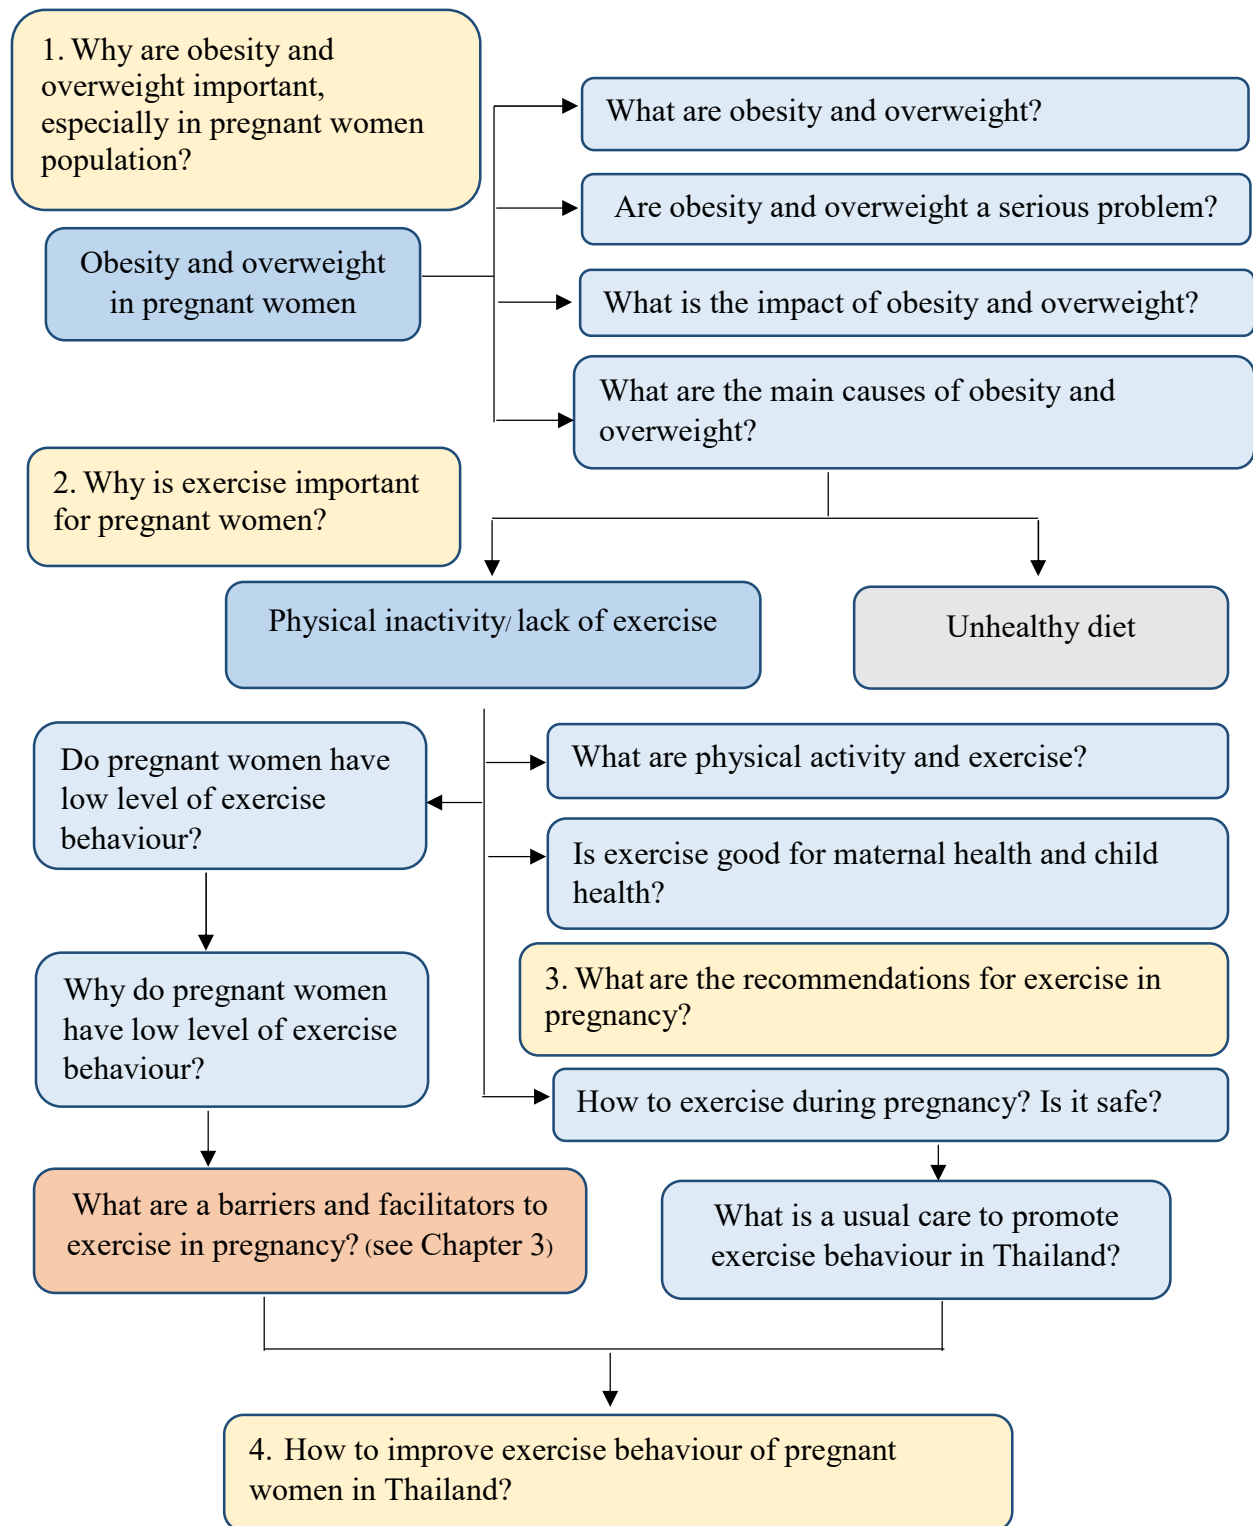 1. Why are obesity and
overweight important,
especially in pregnant women
population?
What are obesity and overweight?
Are obesity and overweight a serious problem?
Obesity and overweight
in pregnant women
What is the impact of obesity and overweight?
What are the main causes of obesity and
overweight?
2. Why is exercise important
for pregnant women?
Physical inactivity/ lack of exercise
Unhealthy diet
Do pregnant women have
low level of exercise
behaviour?
What are physical activity and exercise?
Is exercise good for maternal health and child
health?
3. What are the recommendations for exercise in
pregnancy?
Why do pregnant women
have low level of exercise
behaviour?
How to exercise during pregnancy? Is it safe?
What are a barriers and facilitators to
exercise in pregnancy? (see Chapter 3)
What is a usual care to promote
exercise behaviour in Thailand?
4. How to improve exercise behaviour of pregnant
women in Thailand?